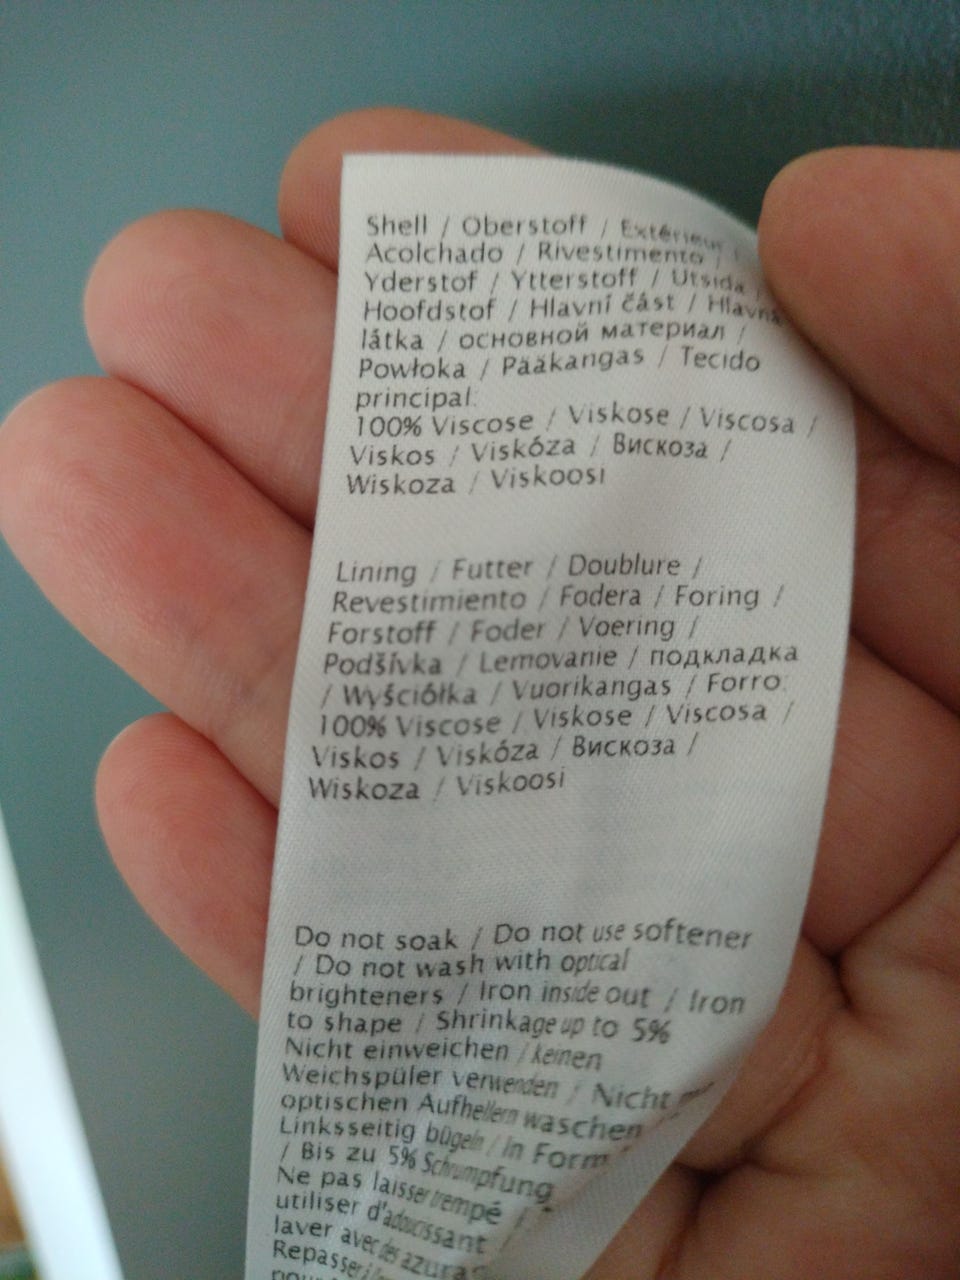 Shell / Oberstoff / Extérieur
Acolchado / Rivestimento /
Yderstof / Ytterstoff / Utsida /
Hoofdstof / Hlavní část / Hlavná
látka / основной материал /
Powłoka / Pääkangas / Tecido
principal:
100% Viscose / Viskose / Viscosa /
Viskos / Viskóza / Вискоза /
Wiskoza / Viskoosi
Lining / Futter / Doublure /
Revestimiento / Fodera / Foring /
Forstoff / Foder / Voering /
Podšívka / Lemovanie / подкладка
/ Wyściółka / Vuorikangas / Forro:
100% Viscose / Viskose / Viscosa /
Viskos / Viskóza / Вискоза /
Wiskoza / Viskoosi
Do not soak / Do not use softener
/ Do not wash with optical
brighteners / Iron inside out / Iron
to shape / Shrinkage up to 5%
Nicht einweichen / keinen
Weichspüler verwenden / Nicht
optischen Aufhellern waschen
Linksseitig bügeln / in Form
/ Bis zu 5% Schrumpfung
Ne pas laisser trempé /
utiliser d'adoucissant
laver avec des azura
Repasser